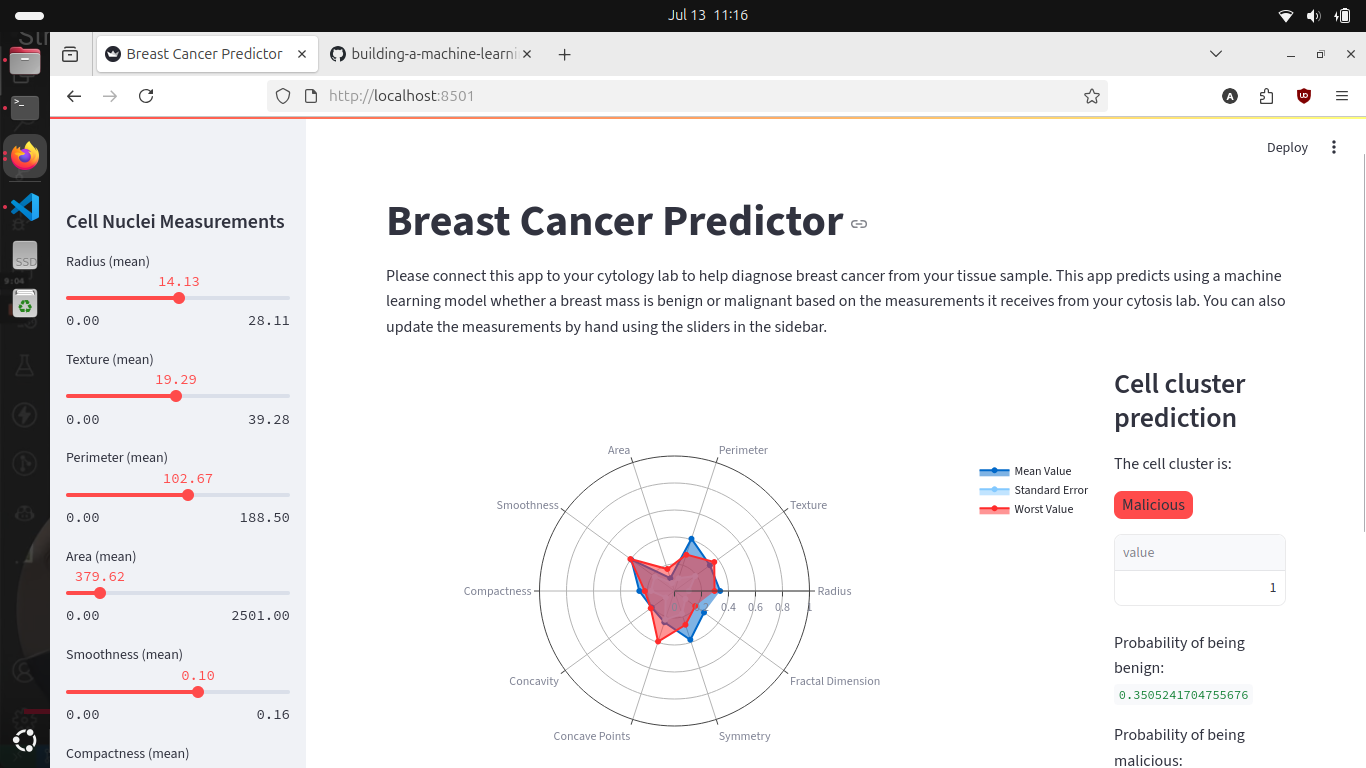 Jul 13 11:16
Breast Cancer Predictor
building-a-machine-learni
http://localhost:8501
Deploy
Cell Nuclei Measurements
Radius (mean)
14.13
0.00 28.11
Texture (mean)
19.29
0.00 39.28
Perimeter (mean)
102.67
0.00 188.50
Area (mean)
379.62
0.00 2501.00
Smoothness (mean)
0.10
0.00 0.16
Compactness (mean)
Breast Cancer Predictor
Please connect this app to your cytology lab to help diagnose breast cancer from your tissue sample. This app predicts using a machine
learning model whether a breast mass is benign or malignant based on the measurements it receives from your cytosis lab. You can also
update the measurements by hand using the sliders in the sidebar.
Area
Perimeter
Smoothness
Texture
Compactness
Radius
0.4 0.6 0.8 1
Concavity
Fractal Dimension
Concave Points
Symmetry
Mean Value
Standard Error
Worst Value
Cell cluster
prediction
The cell cluster is:
Malicious
value
1
Probability of being
benign:
0.3505241704755676
Probability of being
malicious:
SSD